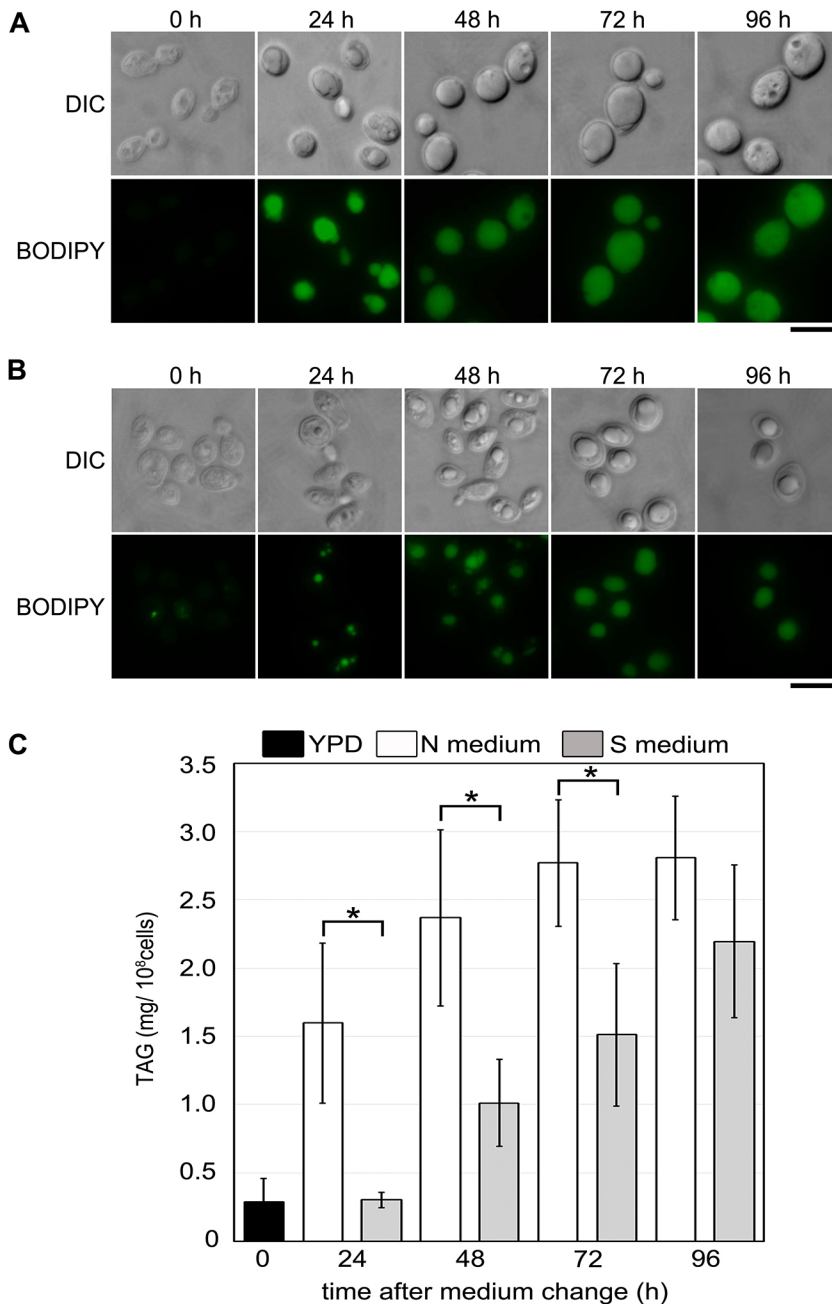 A
0 h 24 h 48 h 72 h 96 h
DIC
BODIPY
B
0 h 24 h 48 h 72 h 96 h
DIC
BODIPY
C
YPD N medium S medium
3.5
3.0
2.5
2.0
1.5
1.0
0.5
0
TAG (mg/ 10⁸cells)
* * *
0 24 48 72 96
time after medium change (h)